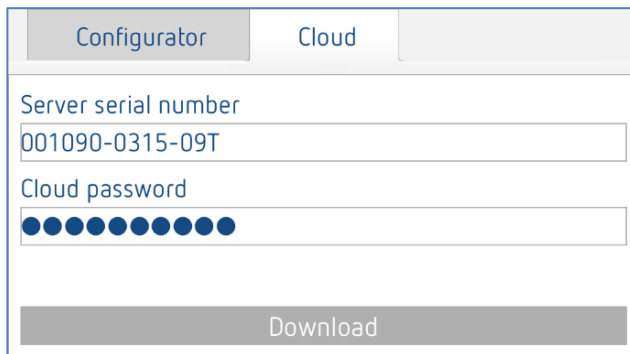 Configurator Cloud
Server serial number
001090-0315-09T
Cloud password
●●●●●●●●●●
Download